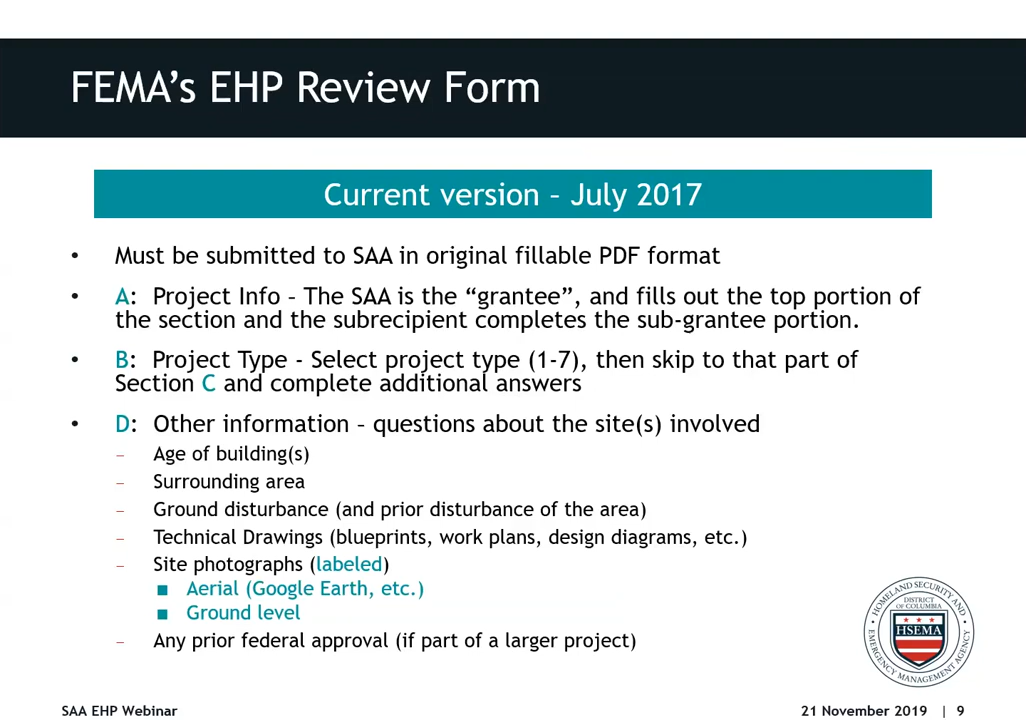 FEMA’s EHP Review Form
Current version – July 2017
• Must be submitted to SAA in original fillable PDF format
• A: Project Info – The SAA is the “grantee”, and fills out the top portion of
the section and the subrecipient completes the sub-grantee portion.
• B: Project Type - Select project type (1-7), then skip to that part of
Section C and complete additional answers
• D: Other information – questions about the site(s) involved
– Age of building(s)
– Surrounding area
– Ground disturbance (and prior disturbance of the area)
– Technical Drawings (blueprints, work plans, design diagrams, etc.)
– Site photographs (labeled)
▪ Aerial (Google Earth, etc.)
▪ Ground level
– Any prior federal approval (if part of a larger project)
HOMELAND SECURITY AND
EMERGENCY MANAGEMENT AGENCY
DISTRICT
OF COLUMBIA
HSEMA
SAA EHP Webinar
21 November 2019 | 9